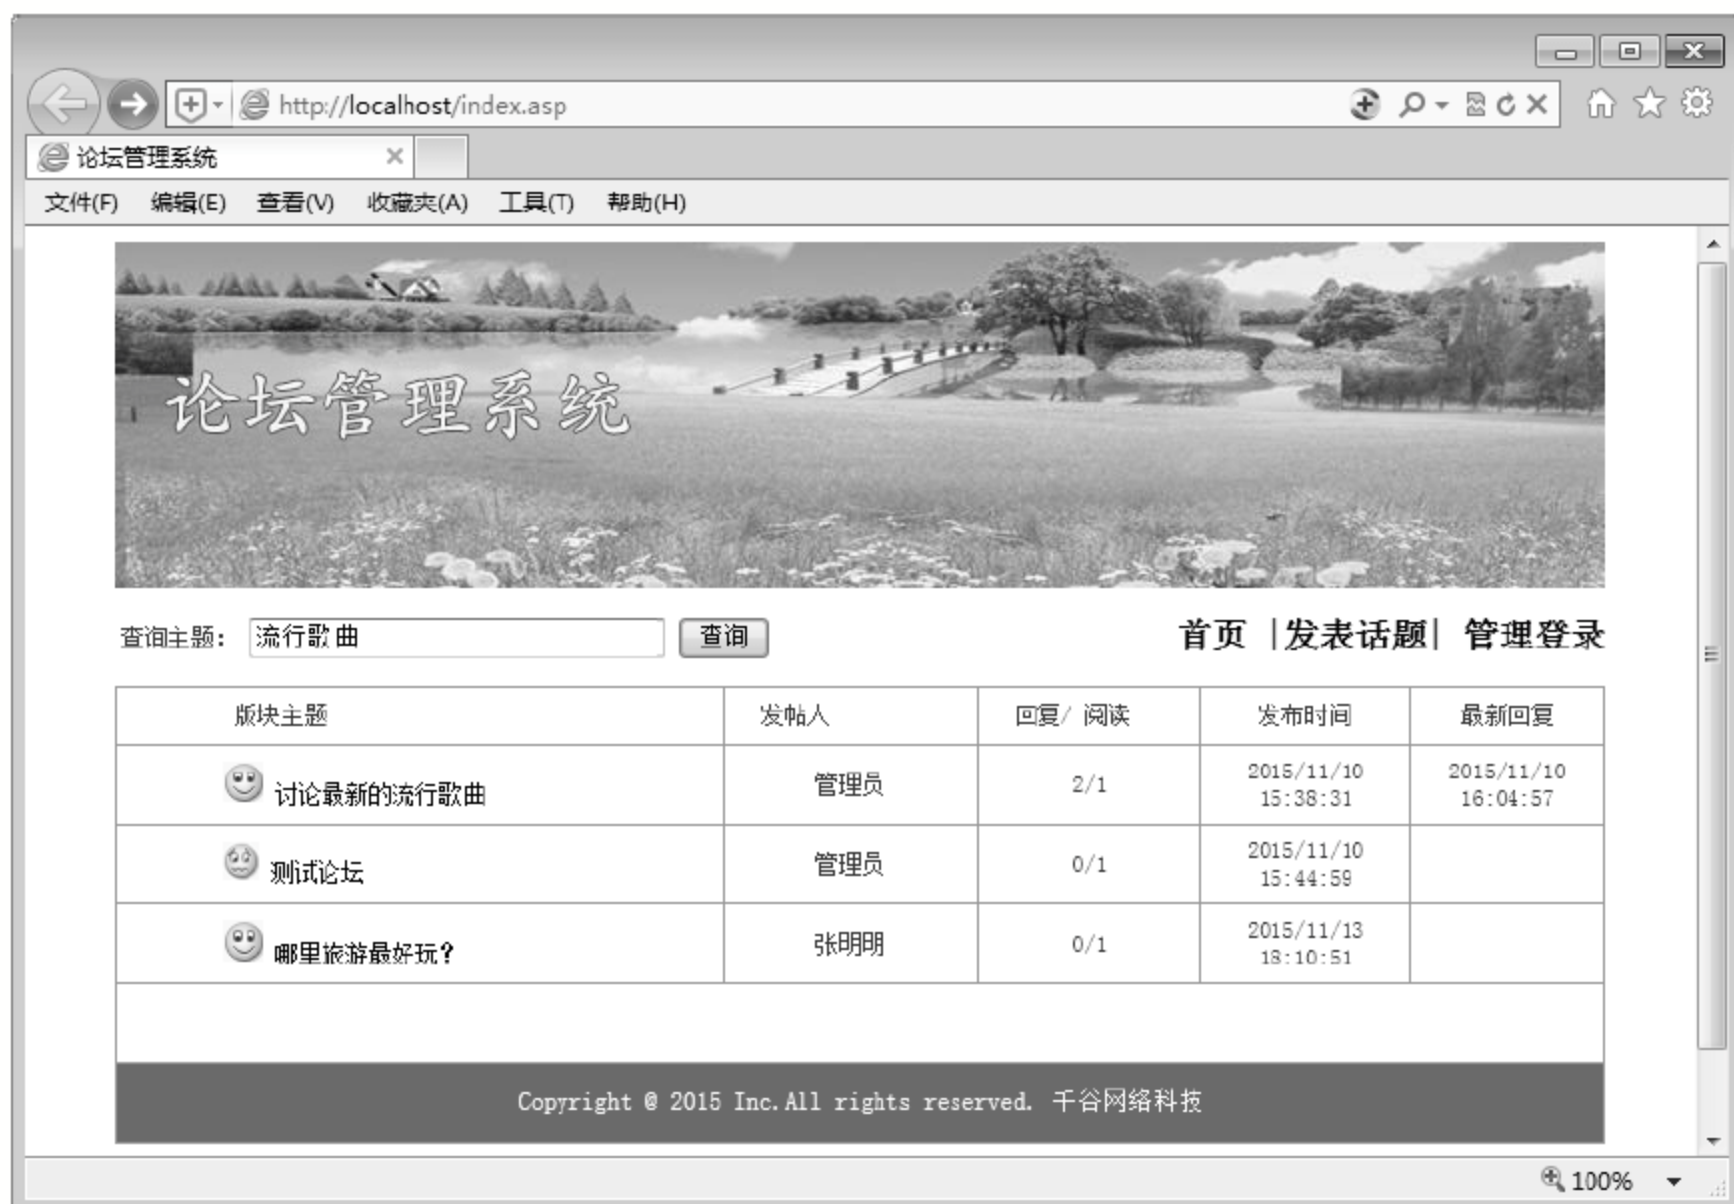 http://localhost/index.asp
论坛管理系统
文件(F) 编辑(E) 查看(V) 收藏夹(A) 工具(T) 帮助(H)
论坛管理系统
查询主题： 流行歌曲 查询 首页 |发表话题| 管理登录
版块主题 发帖人 回复/ 阅读 发布时间 最新回复
讨论最新的流行歌曲 管理员 2/1 2015/11/10 15:38:31 2015/11/10 16:04:57
测试论坛 管理员 0/1 2015/11/10 15:44:59
哪里旅游最好玩？ 张明明 0/1 2015/11/13 18:10:51
Copyright @ 2015 Inc.All rights reserved. 千谷网络科技
100%